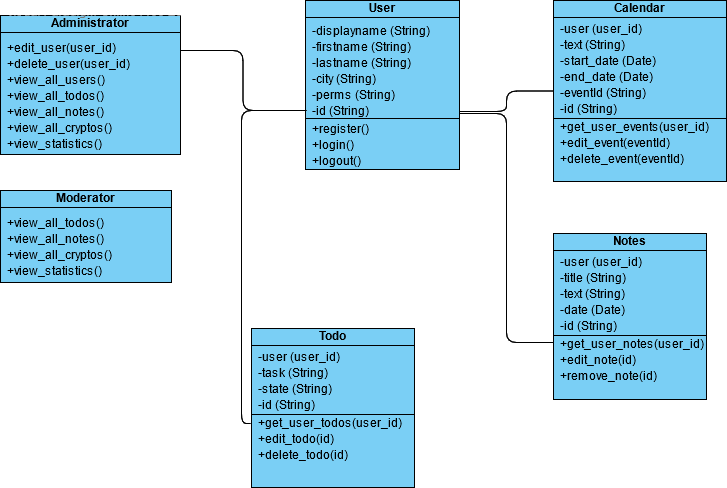 Administrator
+edit_user(user_id)
+delete_user(user_id)
+view_all_users()
+view_all_todos()
+view_all_notes()
+view_all_cryptos()
+view_statistics()
User
-displayname (String)
-firstname (String)
-lastname (String)
-city (String)
-perms (String)
-id (String)
+register()
+login()
+logout()
Calendar
-user (user_id)
-text (String)
-start_date (Date)
-end_date (Date)
-eventId (String)
-id (String)
+get_user_events(user_id)
+edit_event(eventId)
+delete_event(eventId)
Moderator
+view_all_todos()
+view_all_notes()
+view_all_cryptos()
+view_statistics()
Notes
-user (user_id)
-title (String)
-text (String)
-date (Date)
-id (String)
+get_user_notes(user_id)
+edit_note(id)
+remove_note(id)
Todo
-user (user_id)
-task (String)
-state (String)
-id (String)
+get_user_todos(user_id)
+edit_todo(id)
+delete_todo(id)